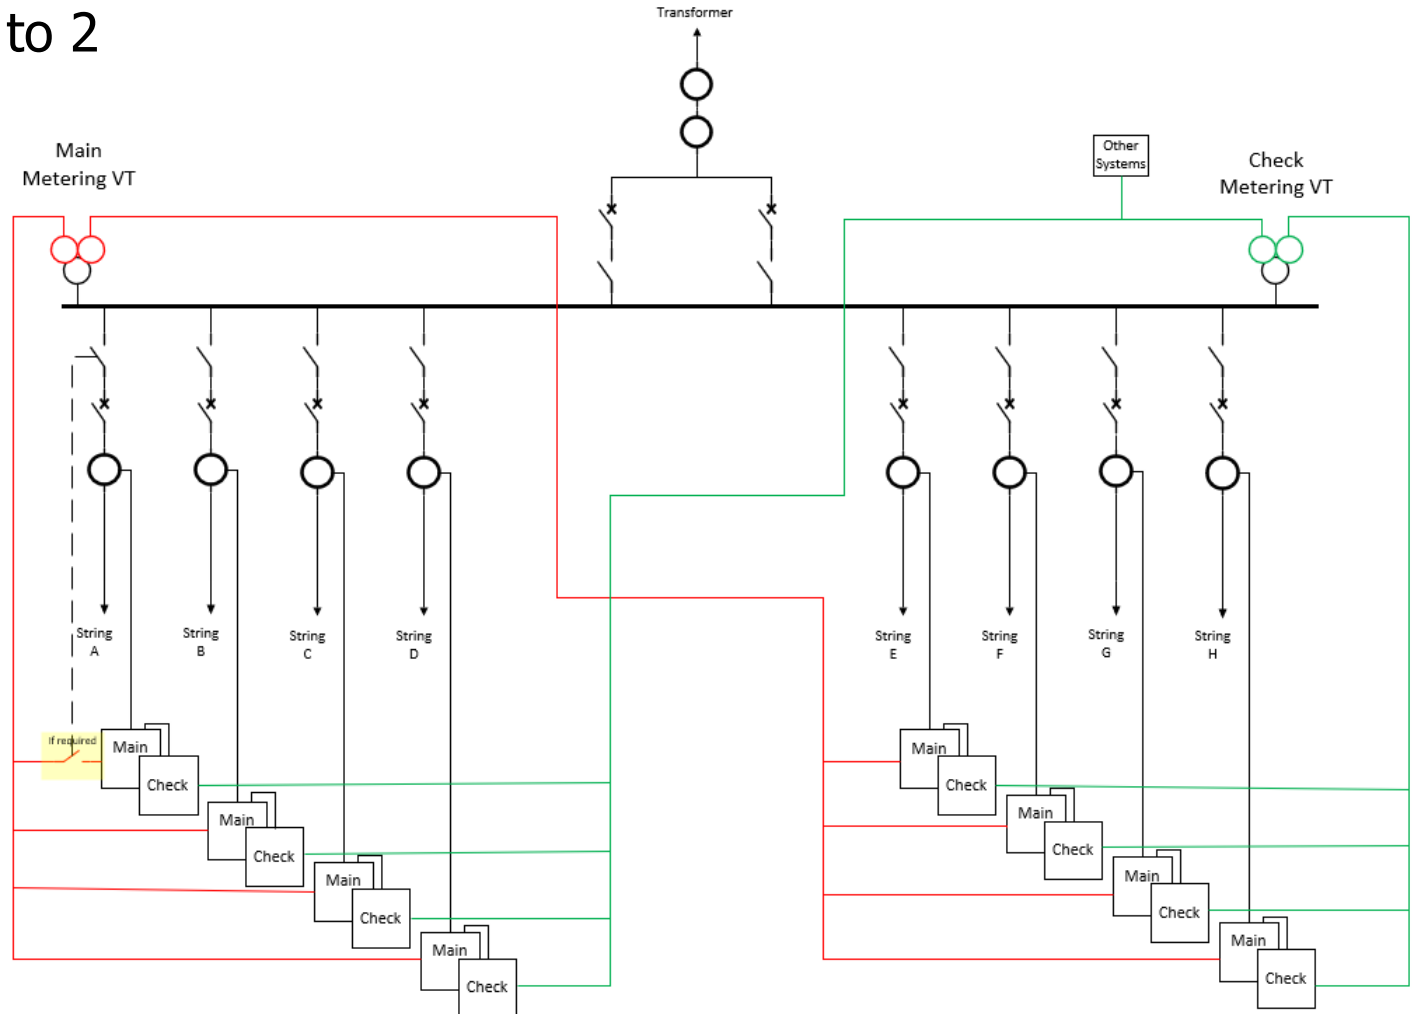 to 2
Transformer
Main
Metering VT
Other
Systems
Check
Metering VT
String
A
String
B
String
C
String
D
String
E
String
F
String
G
String
H
If required
Main
Check
Main
Check
Main
Check
Main
Check
Main
Check
Main
Check
Main
Check
Main
Check